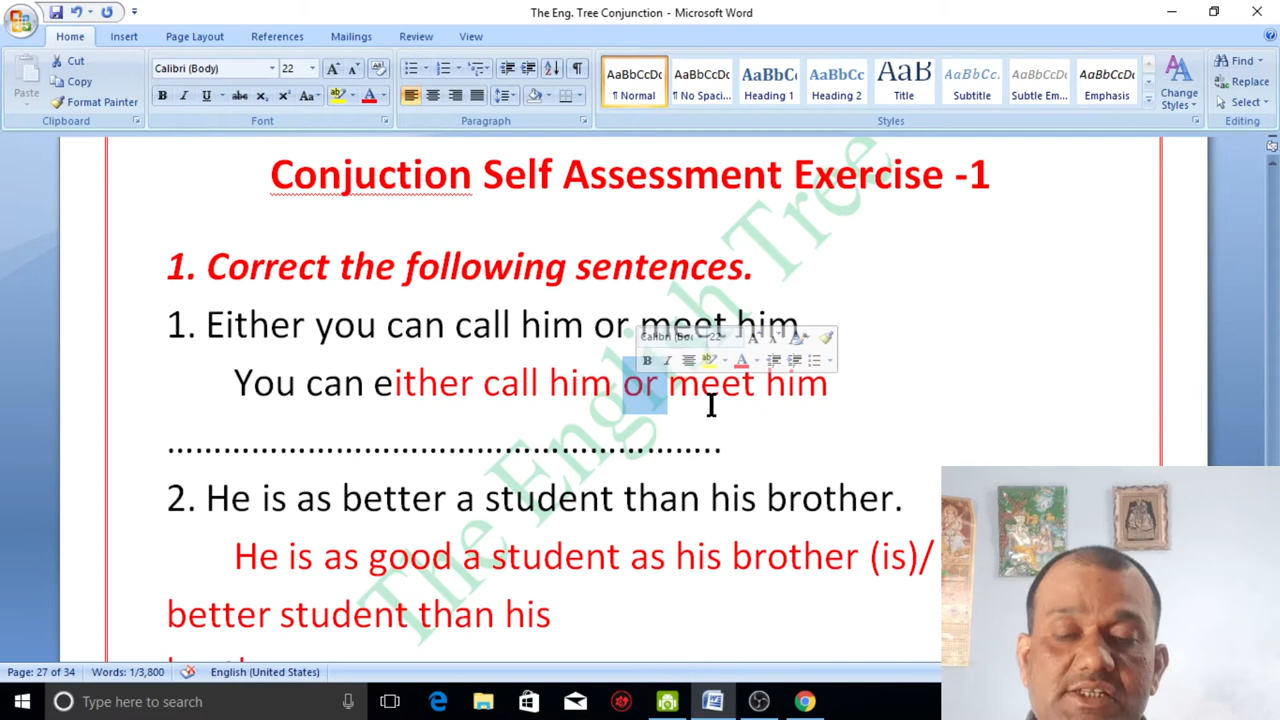 The Eng. Tree Conjunction - Microsoft Word
Home Insert Page Layout References Mailings Review View
Paste
Cut
Copy
Format Painter
Clipboard
Calibri (Body) 22
Font
Paragraph
AaBbCcDc AaBbCcDc AaBbCc AaBbCc AaB AaBbCc. AaBbCcDc AaBbCcDc
¶ Normal ¶ No Spaci... Heading 1 Heading 2 Title Subtitle Subtle Em... Emphasis
Change Styles
Styles
Find
Replace
Select
Editing
Conjuction Self Assessment Exercise -1
1. Correct the following sentences.
1. Either you can call him or meet him
Calibri (Boc 22
You can either call him or meet him
............................................................
2. He is as better a student than his brother.
He is as good a student as his brother (is)/
better student than his
The English Tree
Page: 27 of 34 Words: 1/3,800 English (United States)
Type here to search